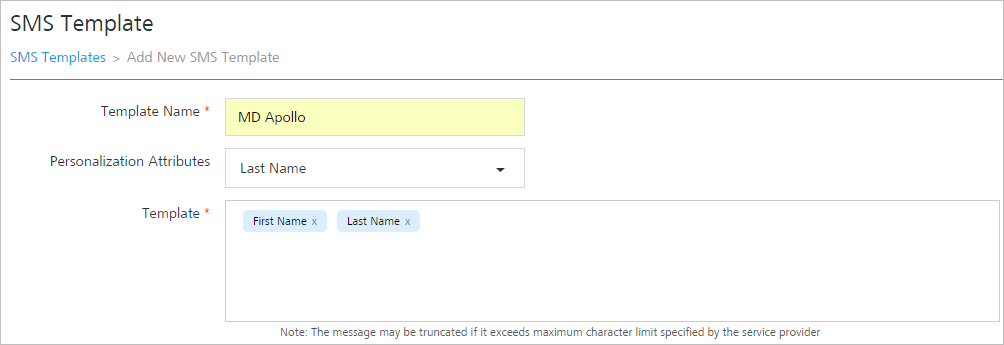 SMS Template
SMS Templates > Add New SMS Template
Template Name * MD Apollo
Personalization Attributes Last Name
Template * First Name x Last Name x
Note: The message may be truncated if it exceeds maximum character limit specified by the service provider